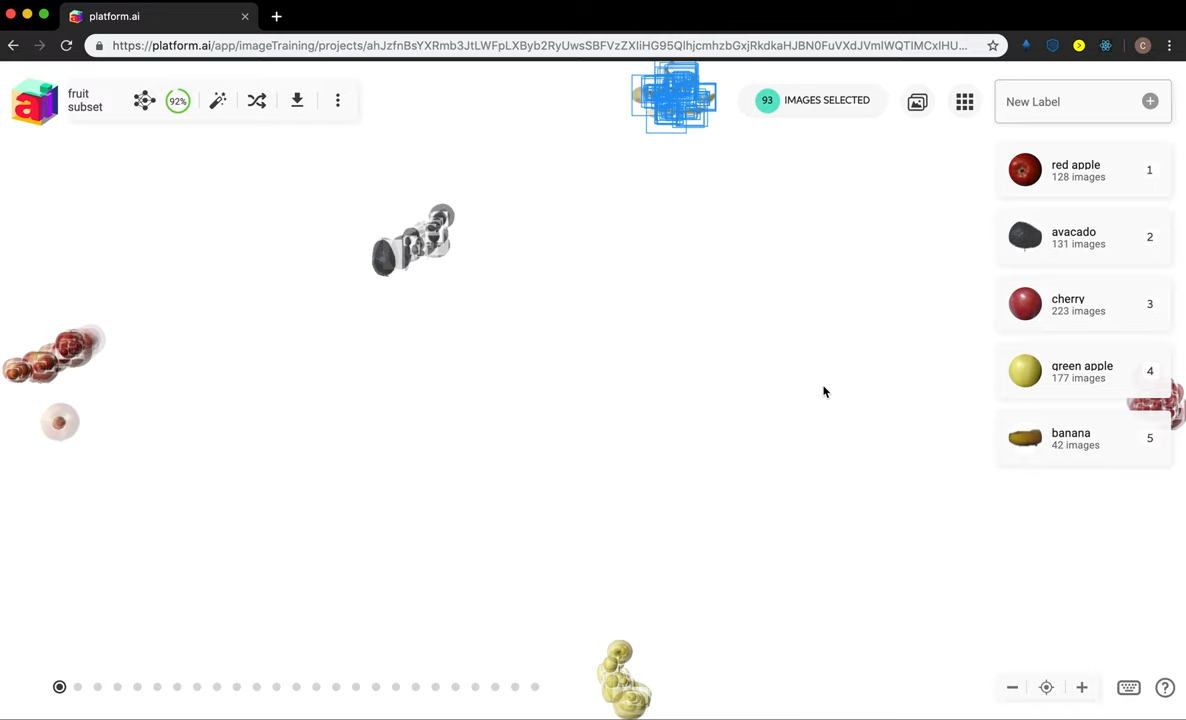 platform.ai
https://platform.ai/app/imageTraining/projects/ahJzfnBsYXRmb3JtLWFpLXByb2RyUwsSBFVzZXIiHG95QlhjcmhzbGxjRkdkaHJBN0FuVXdJVmlWQTlMCxIHU...
C
ai
fruit
subset
92%
93 IMAGES SELECTED
New Label
red apple
128 images
1
avacado
131 images
2
cherry
223 images
3
green apple
177 images
4
banana
42 images
5